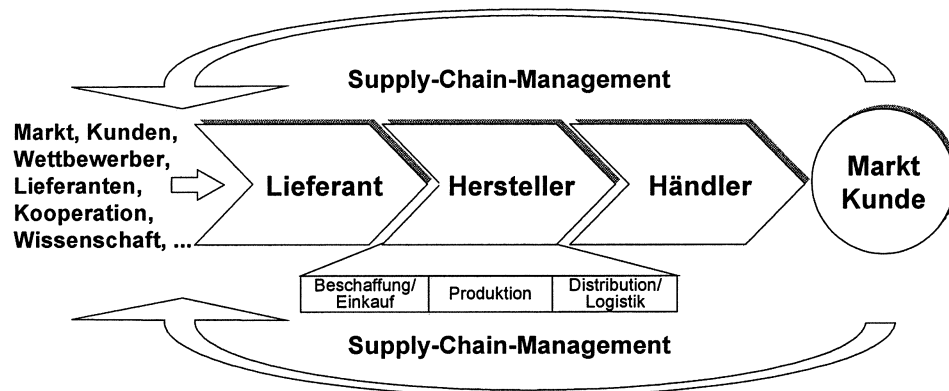 Supply-Chain-Management
Markt, Kunden,
Wettbewerber,
Lieferanten,
Kooperation,
Wissenschaft, ...
Lieferant
Hersteller
Händler
Markt
Kunde
Beschaffung/
Einkauf
Produktion
Distribution/
Logistik
Supply-Chain-Management